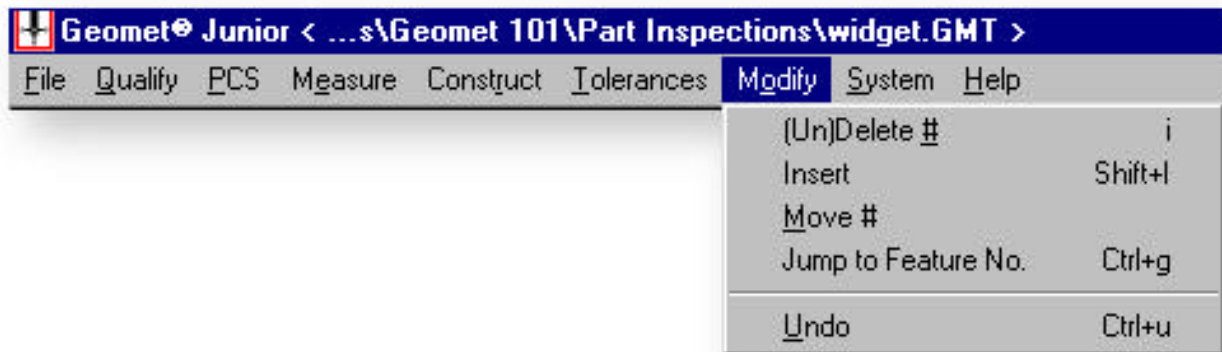 Geomet® Junior < ...s\Geomet 101\Part Inspections\widget.GMT >
File Qualify PCS Measure Construct Tolerances Modify System Help
(Un)Delete # i
Insert Shift+I
Move #
Jump to Feature No. Ctrl+g
Undo Ctrl+u